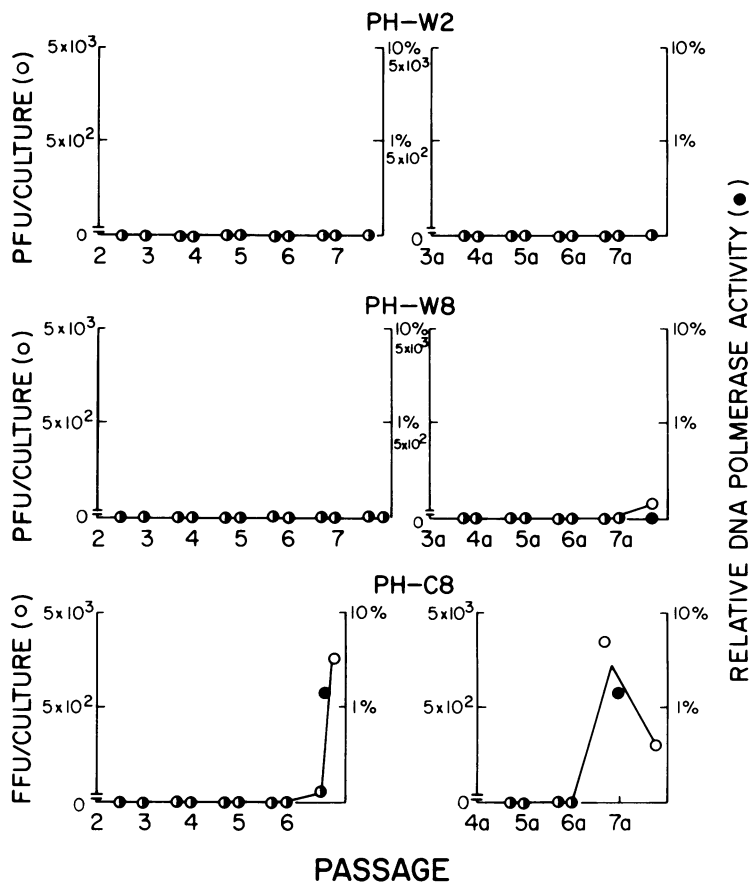 PH-W2
5x10³ 10% 5x10³ 10%
PFU/CULTURE (o)
5x10² 1% 5x10² 1%
0 0
2 3 4 5 6 7 3a 4a 5a 6a 7a
PH-W8
5x10³ 10% 5x10³ 10%
PFU/CULTURE (o)
5x10² 1% 5x10² 1%
0 0
2 3 4 5 6 7 3a 4a 5a 6a 7a
PH-C8
5x10³ 10% 5x10³ 10%
FFU/CULTURE (o)
5x10² 1% 5x10² 1%
0 0
2 3 4 5 6 4a 5a 6a 7a
RELATIVE DNA POLMERASE ACTIVITY (●)
PASSAGE